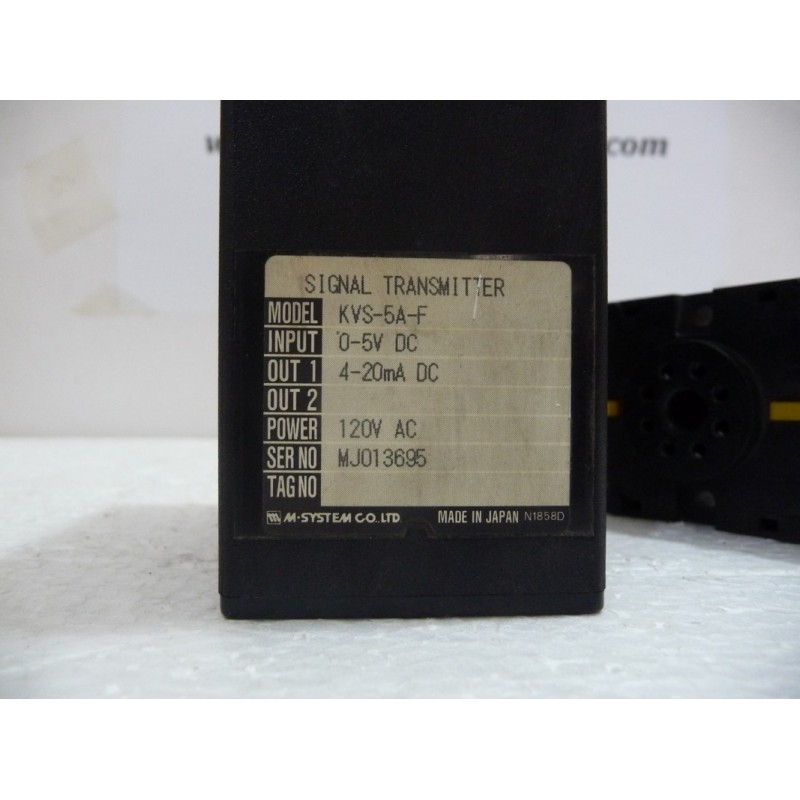 SIGNAL TRANSMITTER
MODEL KVS-5A-F
INPUT 0-5V DC
OUT 1 4-20mA DC
OUT 2
POWER 120V AC
SER NO MJ013695
TAG NO
M-SYSTEM CO.,LTD. MADE IN JAPAN N1858D